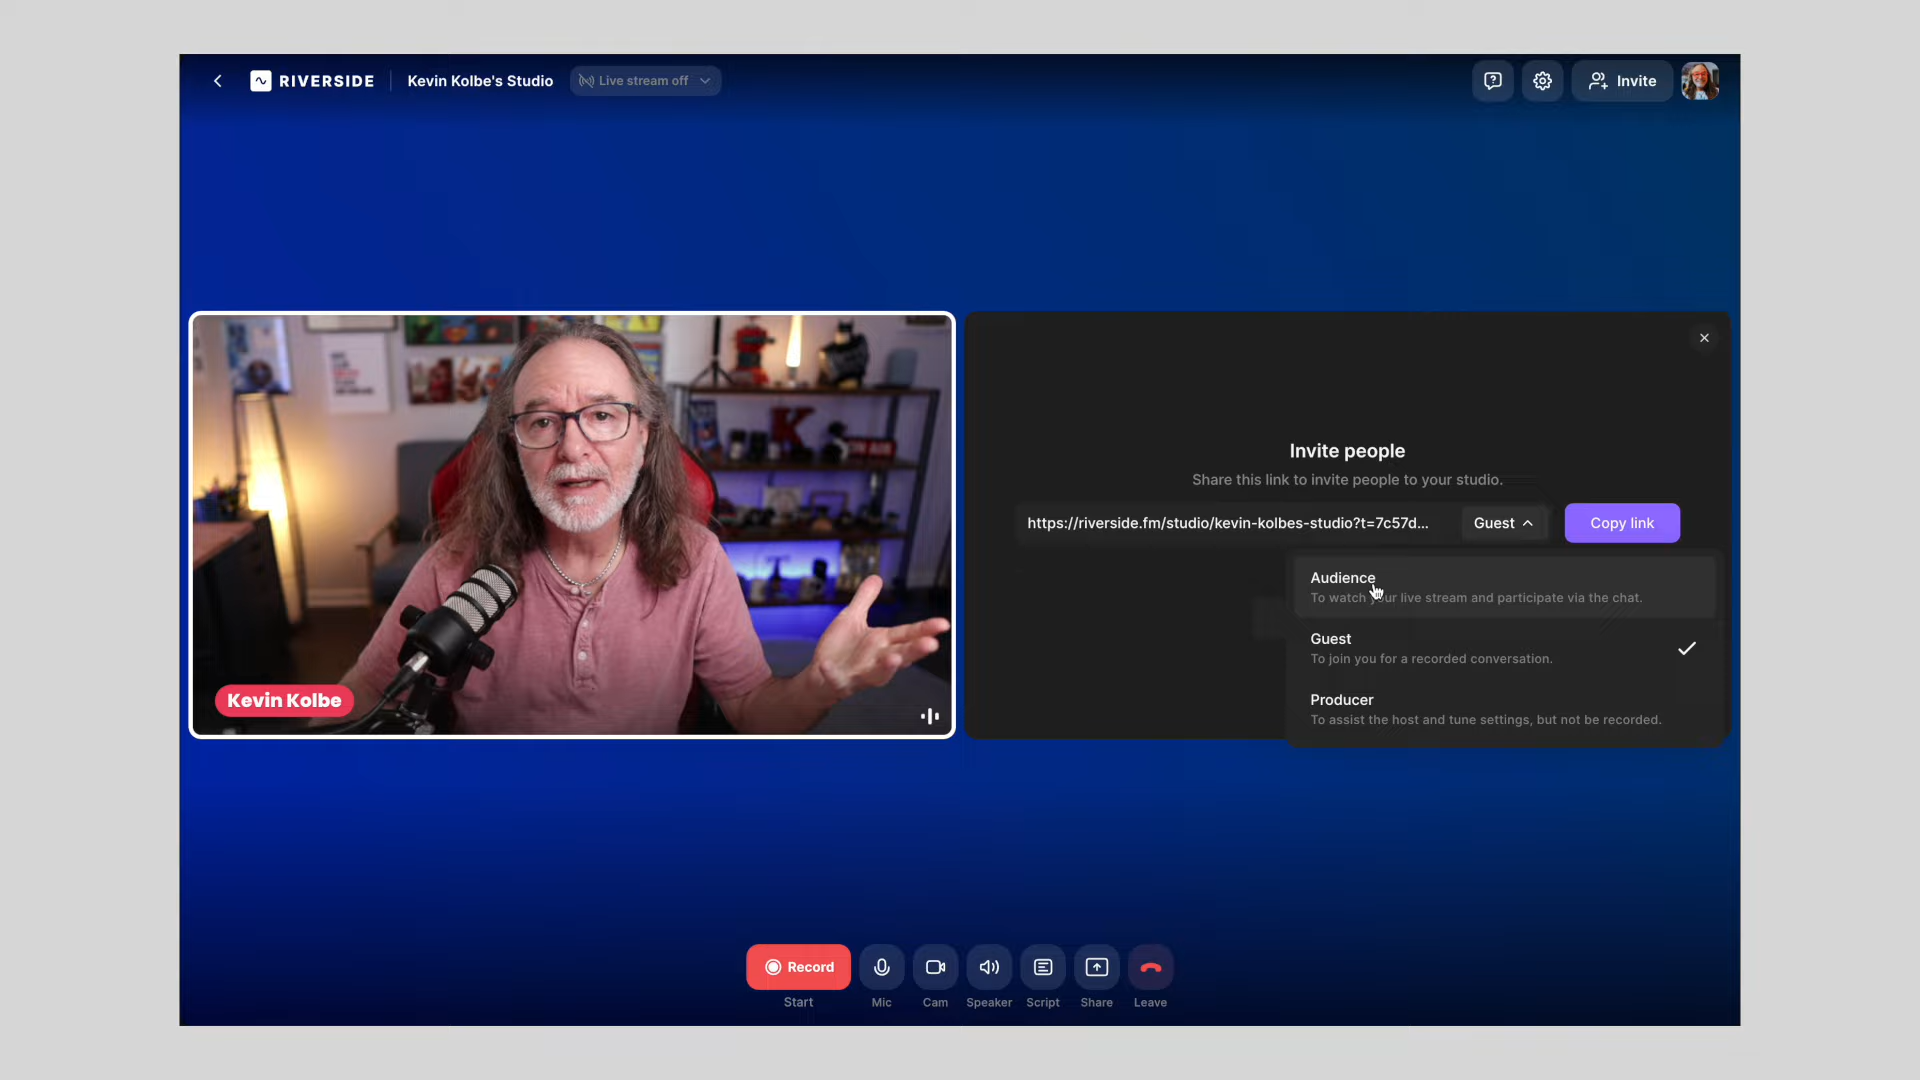 RIVERSIDE
Kevin Kolbe's Studio
Live stream off
Invite
Invite people
Share this link to invite people to your studio.
https://riverside.fm/studio/kevin-kolbes-studio?t=7c57d...
Guest
Copy link
Audience
To watch your live stream and participate via the chat.
Guest
To join you for a recorded conversation.
Producer
To assist the host and tune settings, but not be recorded.
K
ON AIR
Kevin Kolbe
Record
Start
Mic
Cam
Speaker
Script
Share
Leave